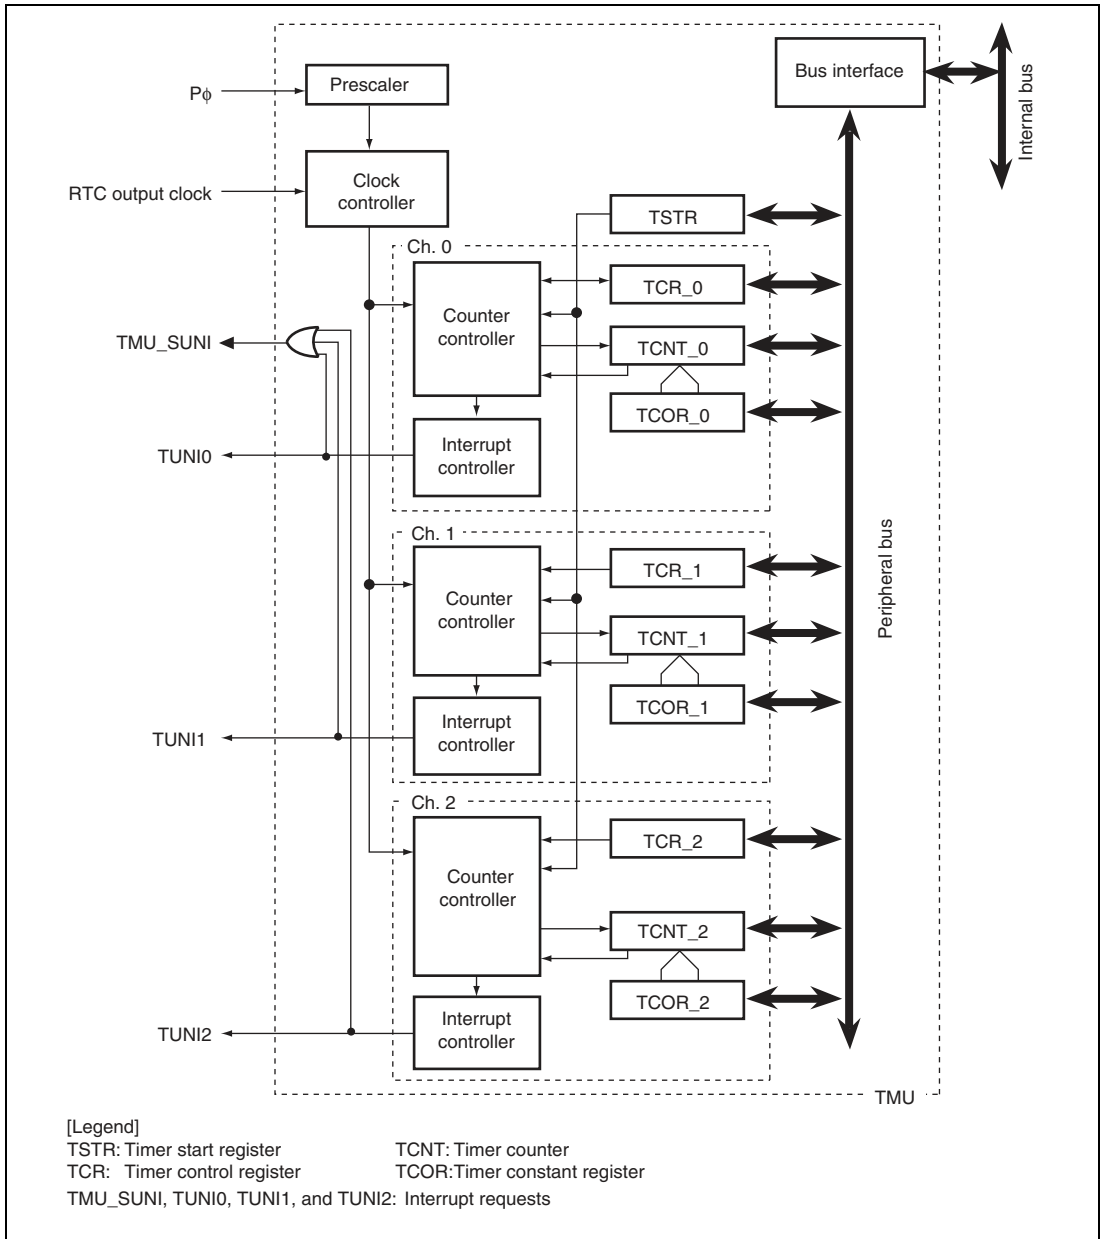 Bus interface
Internal bus
Prescaler
Pϕ
Clock
controller
RTC output clock
TSTR
Ch. 0
Counter
controller
TCR_0
TMU_SUNI
TCNT_0
TCOR_0
Interrupt
controller
TUNI0
Peripheral bus
Ch. 1
Counter
controller
TCR_1
TCNT_1
TCOR_1
Interrupt
controller
TUNI1
Ch. 2
Counter
controller
TCR_2
TCNT_2
TCOR_2
Interrupt
controller
TUNI2
TMU
[Legend]
TSTR: Timer start register TCNT: Timer counter
TCR: Timer control register TCOR:Timer constant register
TMU_SUNI, TUNI0, TUNI1, and TUNI2: Interrupt requests